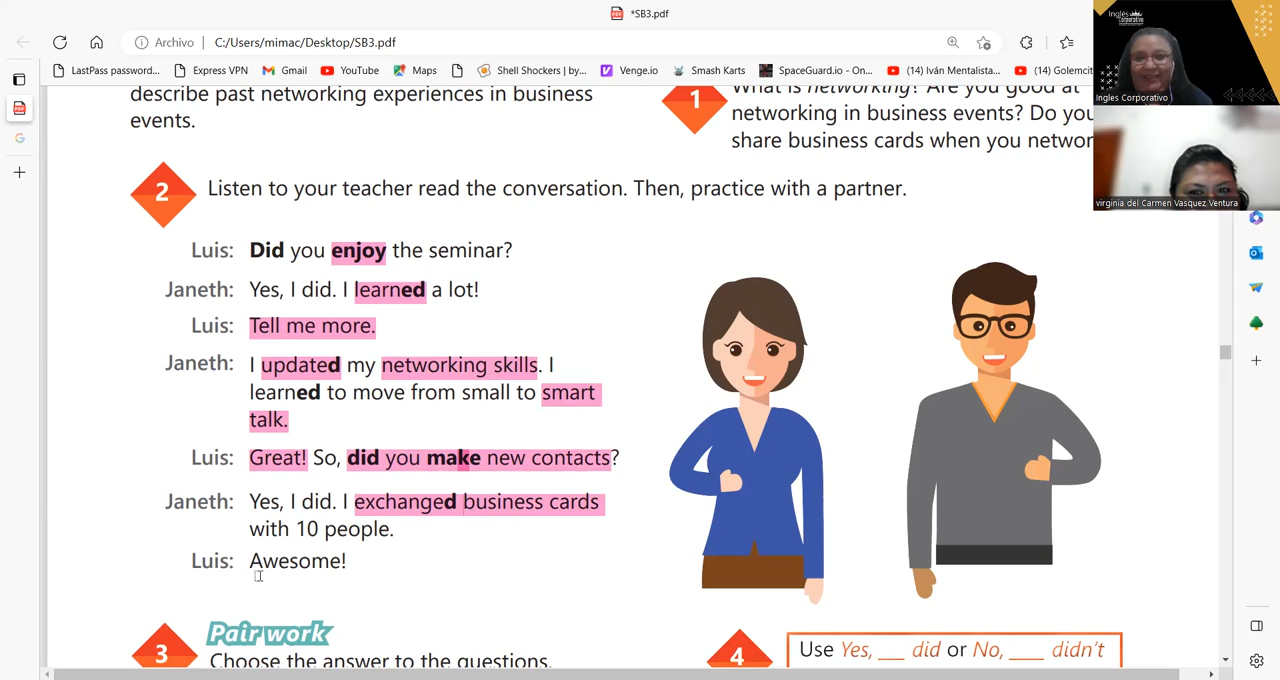 *SB3.pdf
Archivo | C:/Users/mimac/Desktop/SB3.pdf
LastPass password... Express VPN Gmail YouTube Maps Shell Shockers | by... Venge.io Smash Karts SpaceGuard.io - On... (14) Iván Mentalista... (14) Golemcit
Inglés Corporativo
Ingles Corporativo
virginia del Carmen Vasquez Ventura
describe past networking experiences in business
events.
1
What is networking? Are you good at
networking in business events? Do you
share business cards when you networ
2
Listen to your teacher read the conversation. Then, practice with a partner.
Luis: Did you enjoy the seminar?
Janeth: Yes, I did. I learned a lot!
Luis: Tell me more.
Janeth: I updated my networking skills. I
learned to move from small to smart
talk.
Luis: Great! So, did you make new contacts?
Janeth: Yes, I did. I exchanged business cards
with 10 people.
Luis: Awesome!
3
Pair work
Choose the answer to the questions.
4
Use Yes, ___ did or No, ___ didn't